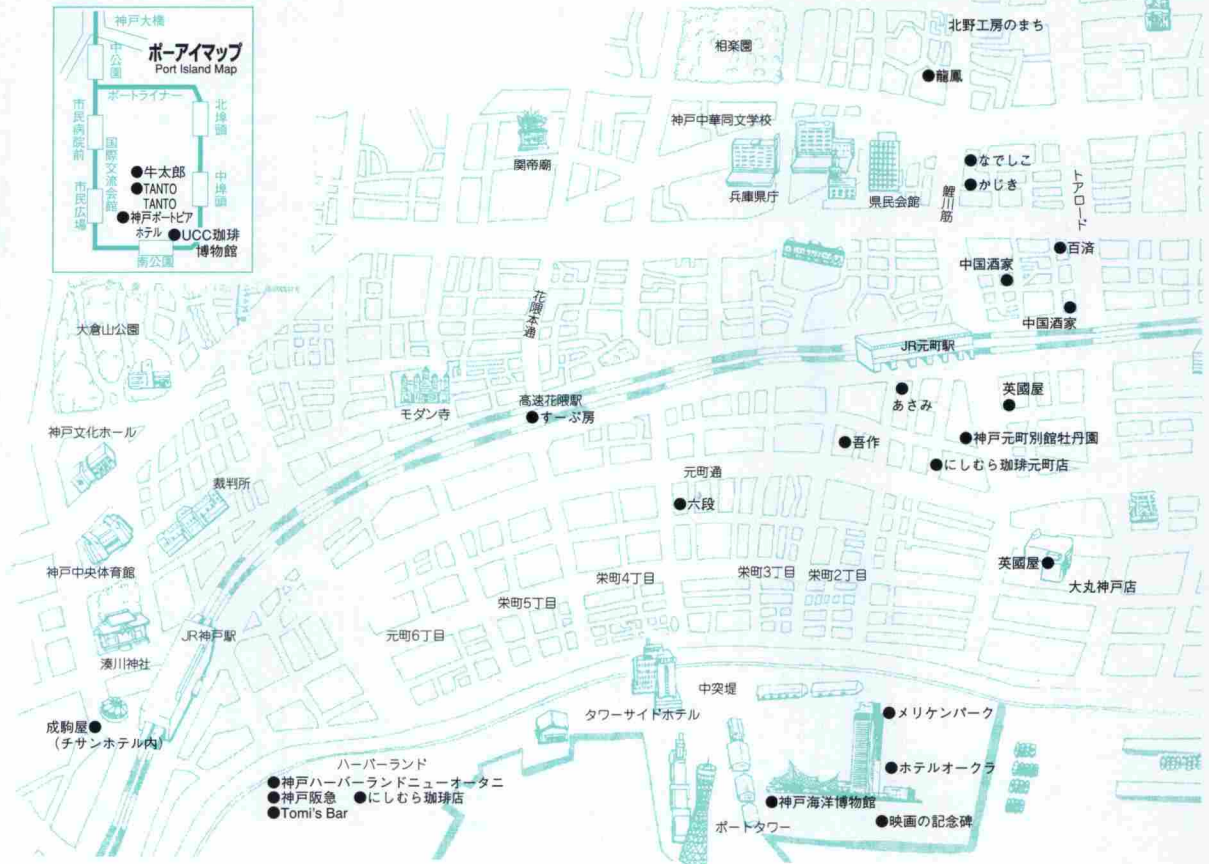 神戸大橋
ポーアイマップ
Port Island Map
中公園
ポートライナー
市民病院前
北埠頭
国際交流会館
●牛太郎
●TANTO
TANTO
中埠頭
市民広場
●神戸ポートピア
ホテル
●UCC珈琲
博物館
南公園
北野工房のまち
相楽園
●龍鳳
神戸中華同文学校
関帝廟
兵庫県庁
県民会館
鯉川筋
●なでしこ
●かじき
トアロード
●百済
中国酒家
●
中国酒家
●
花隈本通
大倉山公園
JR元町駅
モダン寺
高速花隈駅
●すーぷ房
●
あさみ
英國屋
●
神戸文化ホール
●吾作
●神戸元町別館牡丹園
●にしむら珈琲元町店
裁判所
元町通
●六段
神戸中央体育館
栄町5丁目
栄町4丁目
栄町3丁目
栄町2丁目
英國屋●
大丸神戸店
湊川神社
JR神戸駅
元町6丁目
中突堤
タワーサイドホテル
●メリケンパーク
成駒屋●
(チサンホテル内)
ハーバーランド
●神戸ハーバーランドニューオータニ
●神戸阪急 ●にしむら珈琲店
●Tomi's Bar
●ホテルオークラ
●神戸海洋博物館
●映画の記念碑
ポートタワー